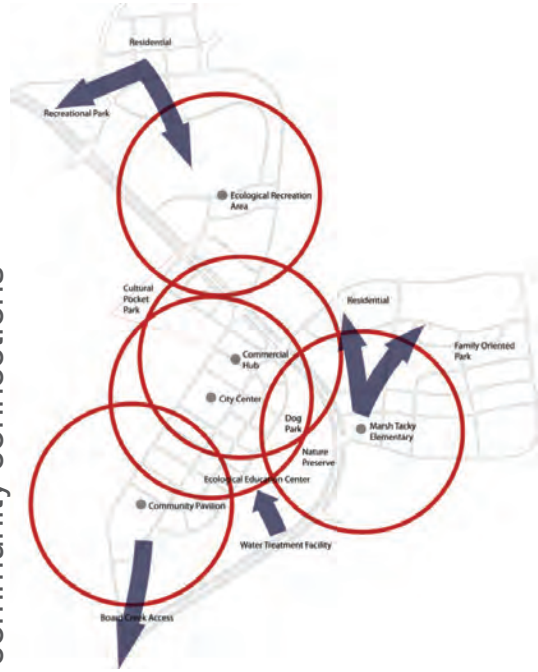 Residential
Recreational Park
Ecological Recreation
Area
Cultural
Pocket
Park
Residential
Family Oriented
Park
Commercial
Hub
City Center
Dog
Park
Marsh Tacky
Elementary
Nature
Preserve
Ecological Education Center
Community Pavilion
Water Treatment Facility
Board Creek Access
community connections